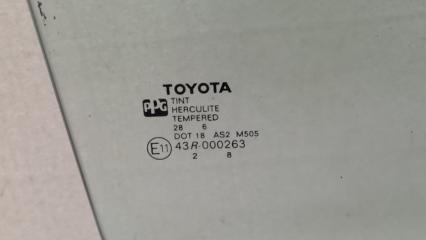 TOYOTA
PPG TINT
HERCULITE
TEMPERED
28 6
DOT 18 AS2 M505
E11 43R-000263
2 8